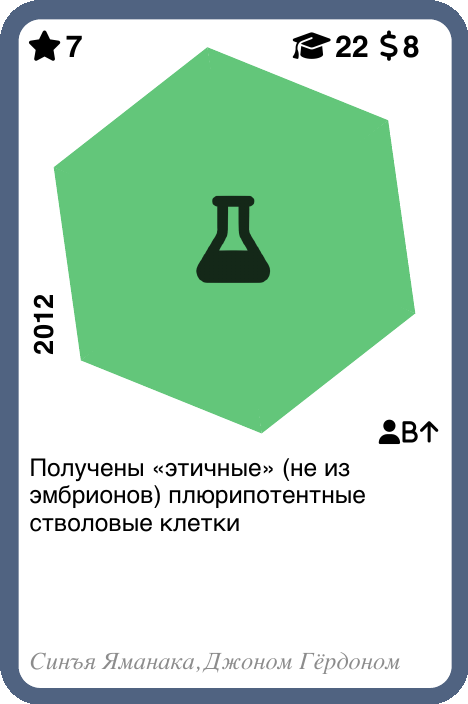 7
22 $8
2012
B↑
Получены «этичные» (не из
эмбрионов) плюрипотентные
стволовые клетки
Синъя Яманака, Джоном Гёрдоном